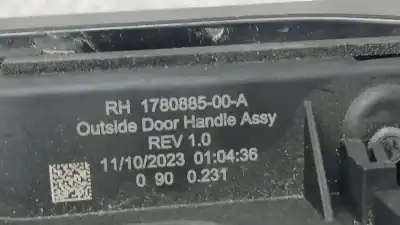 RH 1780885-00-A
Outside Door Handle Assy
REV 1.0
11/10/2023 01:04:36
0 90 0.231